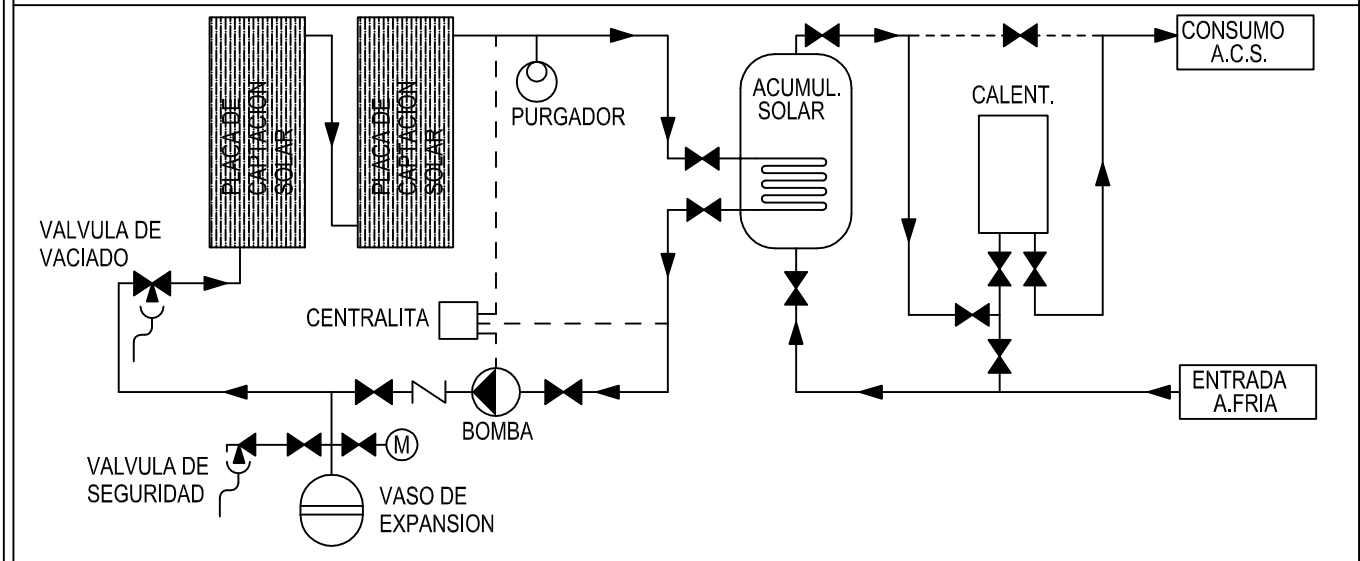 PLACA DE
CAPTACION
SOLAR
PLACA DE
CAPTACION
SOLAR
PURGADOR
ACUMUL.
SOLAR
CALENT.
CONSUMO
A.C.S.
VALVULA DE
VACIADO
CENTRALITA
BOMBA
ENTRADA
A.FRIA
M
VALVULA DE
SEGURIDAD
VASO DE
EXPANSION